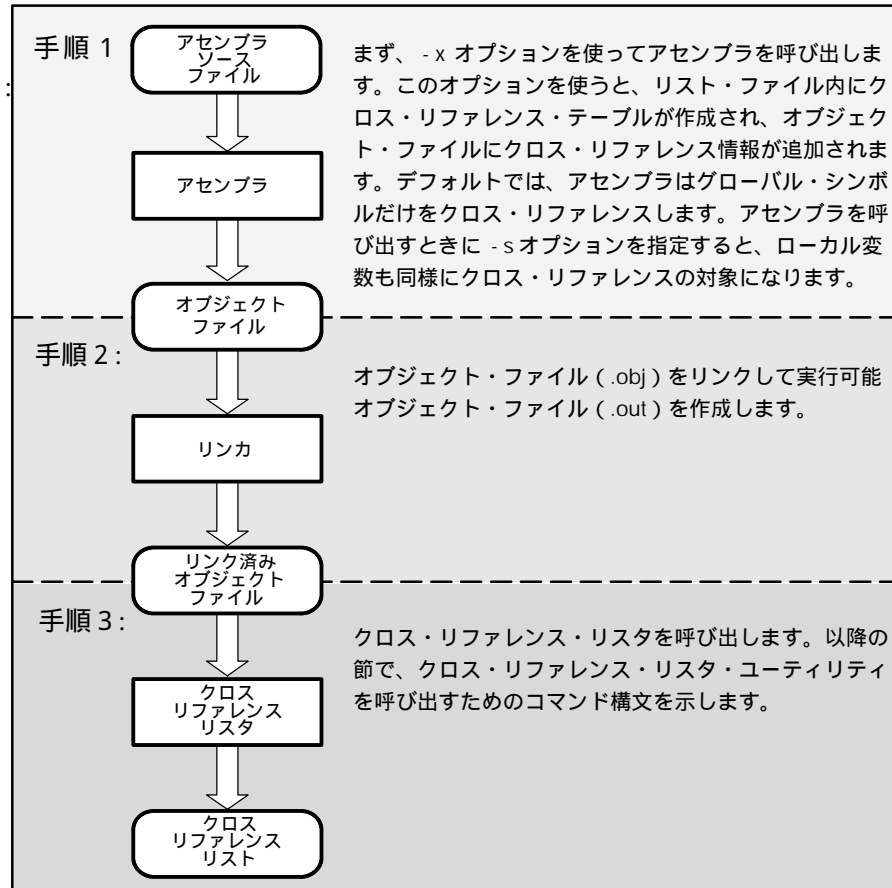 手順 1
:
アセンブラ
ソース
ファイル
アセンブラ
まず、 - x オプションを使ってアセンブラを呼び出しま
す。このオプションを使うと、リスト・ファイル内にク
ロス・リファレンス・テーブルが作成され、オブジェク
ト・ファイルにクロス・リファレンス情報が追加されま
す。デフォルトでは、アセンブラはグローバル・シンボ
ルだけをクロス・リファレンスします。アセンブラを呼
び出すときに - s オプションを指定すると、ローカル変
数も同様にクロス・リファレンスの対象になります。
オブジェクト
ファイル
手順 2 :
リンカ
オブジェクト・ファイル ( .obj ) をリンクして実行可能
オブジェクト・ファイル ( .out ) を作成します。
リンク済み
オブジェクト
ファイル
手順 3 :
クロス
リファレンス
リスタ
クロス・リファレンス・リスタを呼び出します。以降の
節で、クロス・リファレンス・リスタ・ユーティリティ
を呼び出すためのコマンド構文を示します。
クロス
リファレンス
リスト